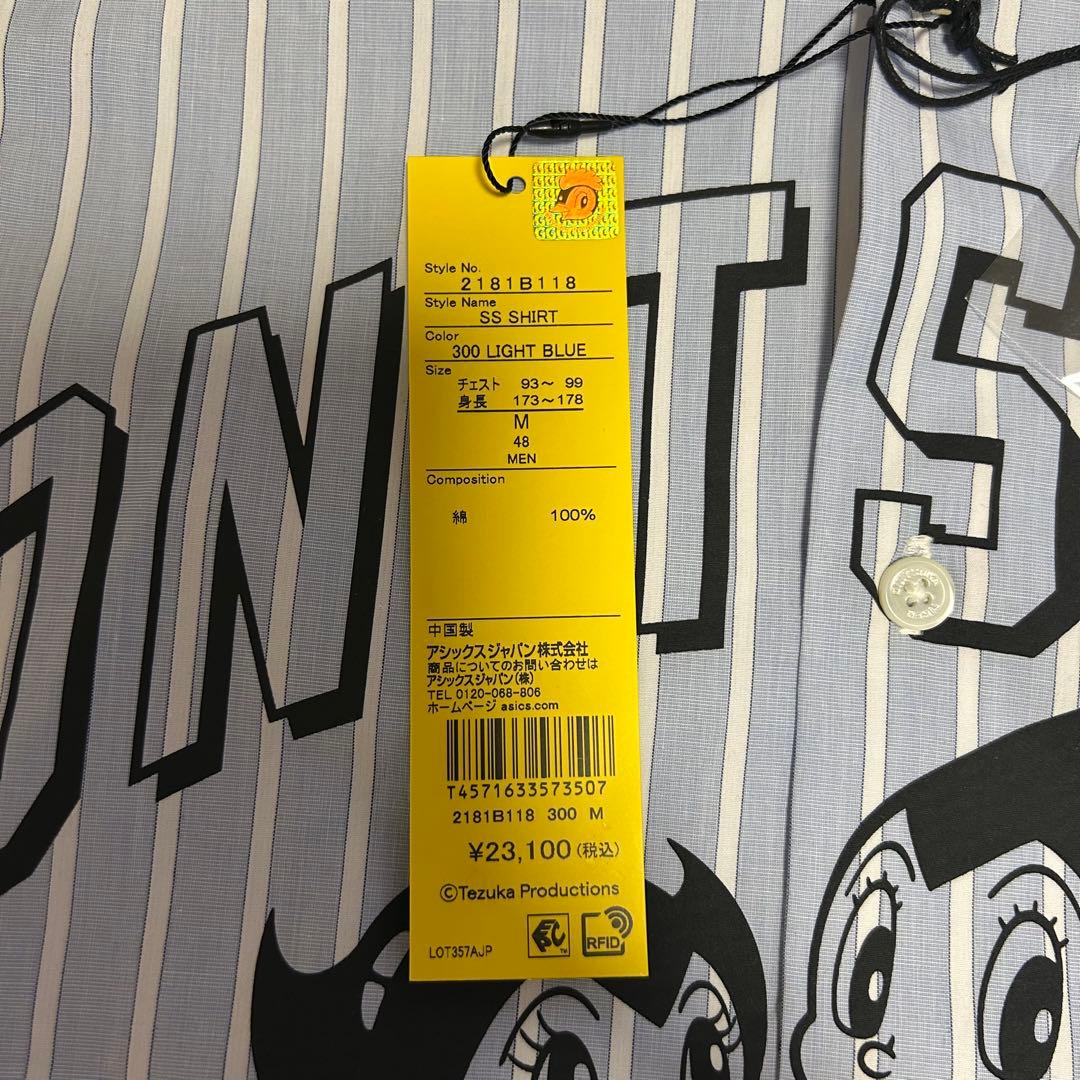 ONTS
Style No.
2181B118
Style Name
SS SHIRT
Color
300 LIGHT BLUE
Size
チェスト 93～ 99
身長 173～178
M
48
MEN
Composition
綿 100%
中国製
アシックスジャパン株式会社
商品についてのお問い合わせは
アシックスジャパン(株)
TEL 0120-068-806
ホームページ asics.com
T4571633573507
2181B118 300 M
¥23,100(税込)
©Tezuka Productions
LOT357AJP
RFID